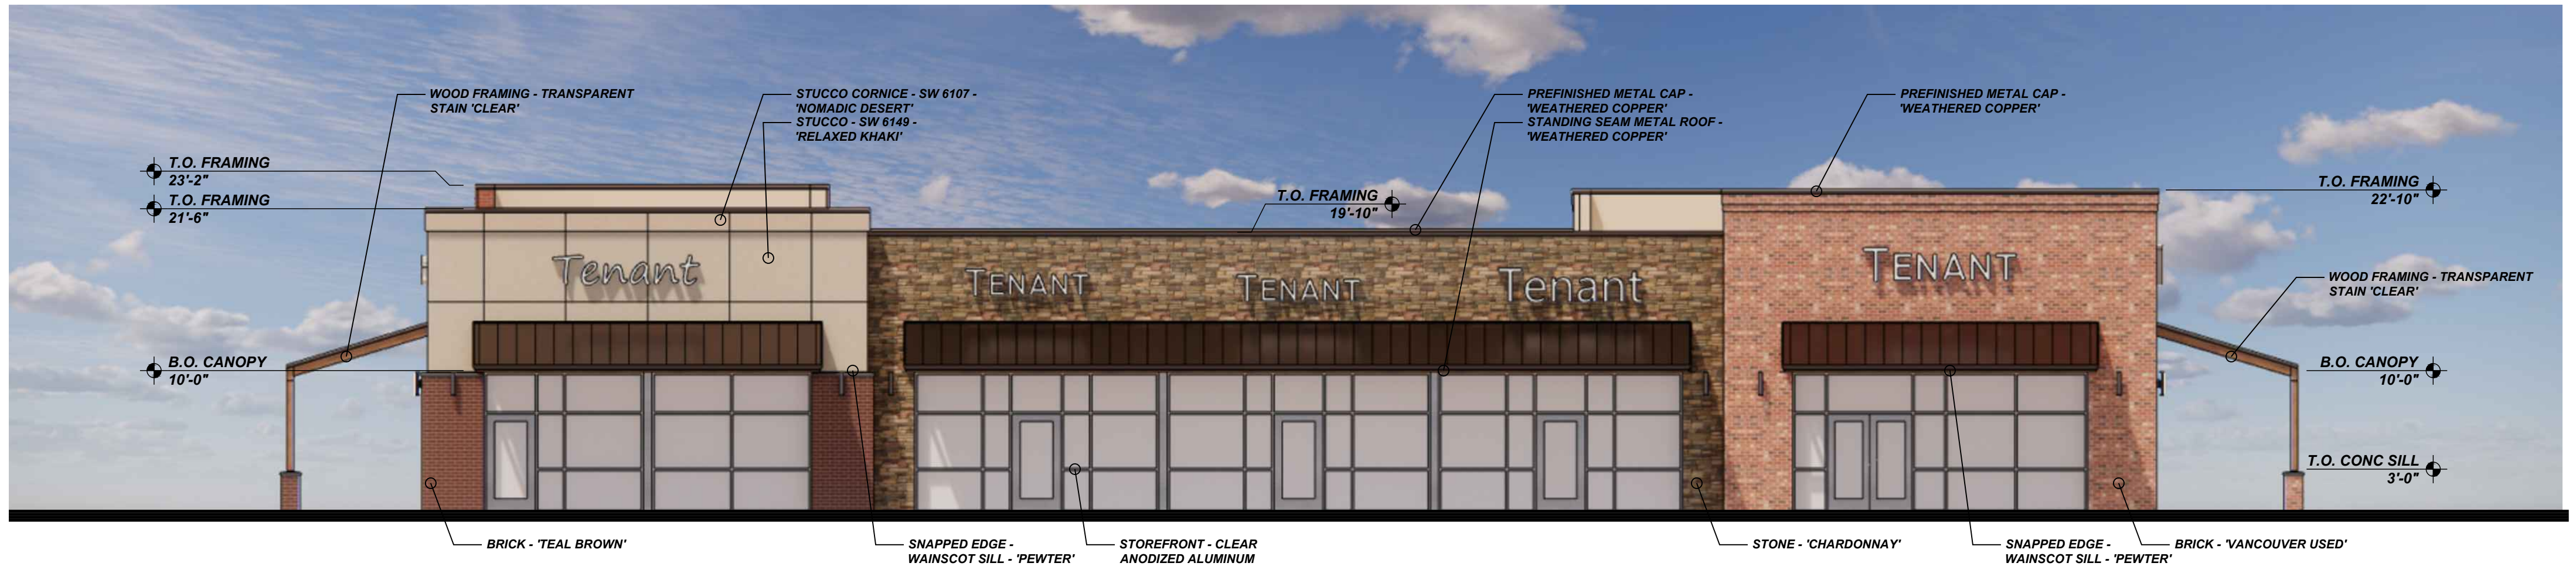 WOOD FRAMING - TRANSPARENT
STAIN 'CLEAR'
STUCCO CORNICE - SW 6107 -
'NOMADIC DESERT'
STUCCO - SW 6149 -
'RELAXED KHAKI'
PREFINISHED METAL CAP -
'WEATHERED COPPER'
STANDING SEAM METAL ROOF -
'WEATHERED COPPER'
PREFINISHED METAL CAP -
'WEATHERED COPPER'
T.O. FRAMING
23'-2"
T.O. FRAMING
21'-6"
T.O. FRAMING
19'-10"
T.O. FRAMING
22'-10"
Tenant
TENANT
TENANT
Tenant
TENANT
WOOD FRAMING - TRANSPARENT
STAIN 'CLEAR'
B.O. CANOPY
10'-0"
B.O. CANOPY
10'-0"
T.O. CONC SILL
3'-0"
BRICK - 'TEAL BROWN'
SNAPPED EDGE -
WAINSCOT SILL - 'PEWTER'
STOREFRONT - CLEAR
ANODIZED ALUMINUM
STONE - 'CHARDONNAY'
SNAPPED EDGE -
WAINSCOT SILL - 'PEWTER'
BRICK - 'VANCOUVER USED'